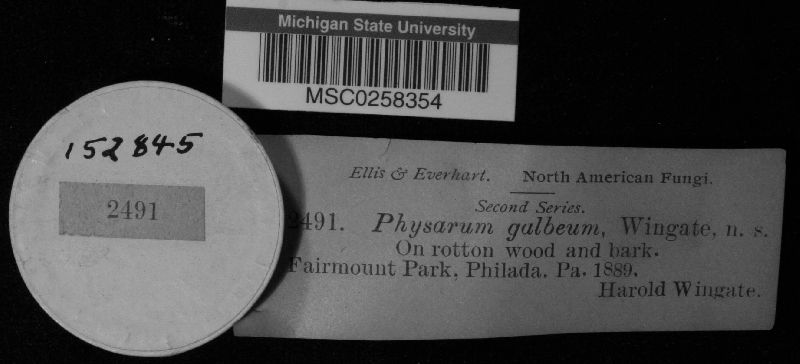 Michigan State University
MSC0258354
152845
2491
Ellis & Everhart. North American Fungi.
Second Series.
2491. Physarum galbeum, Wingate, n. s.
On rotton wood and bark.
Fairmount Park, Philada. Pa. 1889.
Harold Wingate.